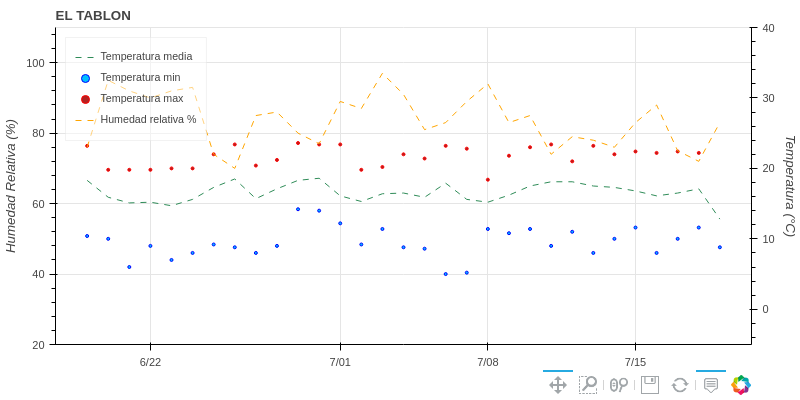 EL TABLON
Temperatura media
Temperatura min
Temperatura max
Humedad relativa %
Humedad Relativa (%)
100
80
60
40
20
40
30
20
10
0
Temperatura (°C)
6/22
7/01
7/08
7/15